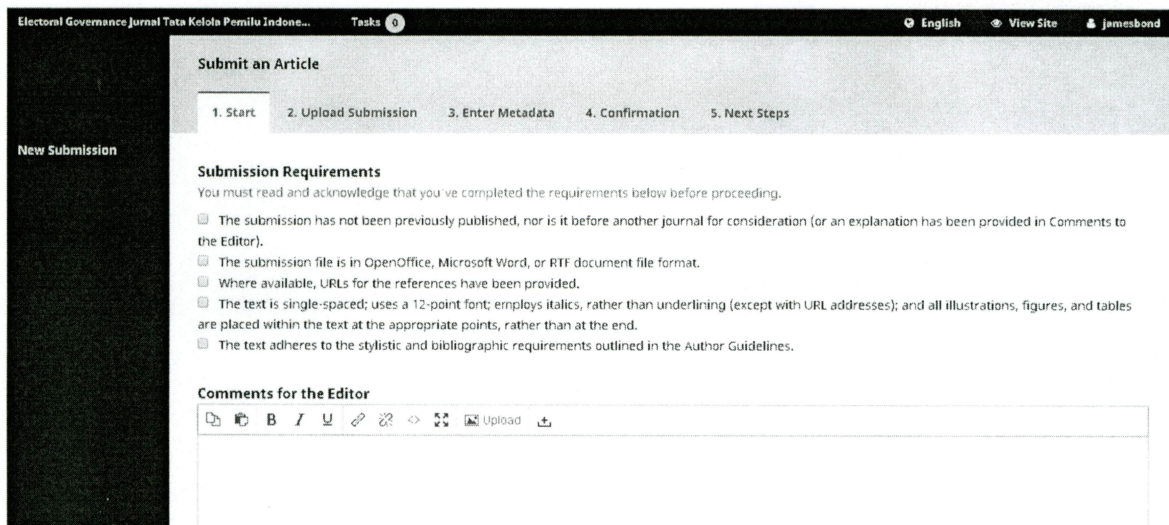 Electoral Governance Jurnal Tata Kelola Pemilu Indone... Tasks 0 English View Site jamesbond
Submit an Article
1. Start 2. Upload Submission 3. Enter Metadata 4. Confirmation 5. Next Steps
New Submission
Submission Requirements
You must read and acknowledge that you've completed the requirements below before proceeding.
The submission has not been previously published, nor is it before another journal for consideration (or an explanation has been provided in Comments to
the Editor).
The submission file is in OpenOffice, Microsoft Word, or RTF document file format.
Where available, URLs for the references have been provided.
The text is single-spaced; uses a 12-point font; employs italics, rather than underlining (except with URL addresses); and all illustrations, figures, and tables
are placed within the text at the appropriate points, rather than at the end.
The text adheres to the stylistic and bibliographic requirements outlined in the Author Guidelines.
Comments for the Editor
B I U Upload